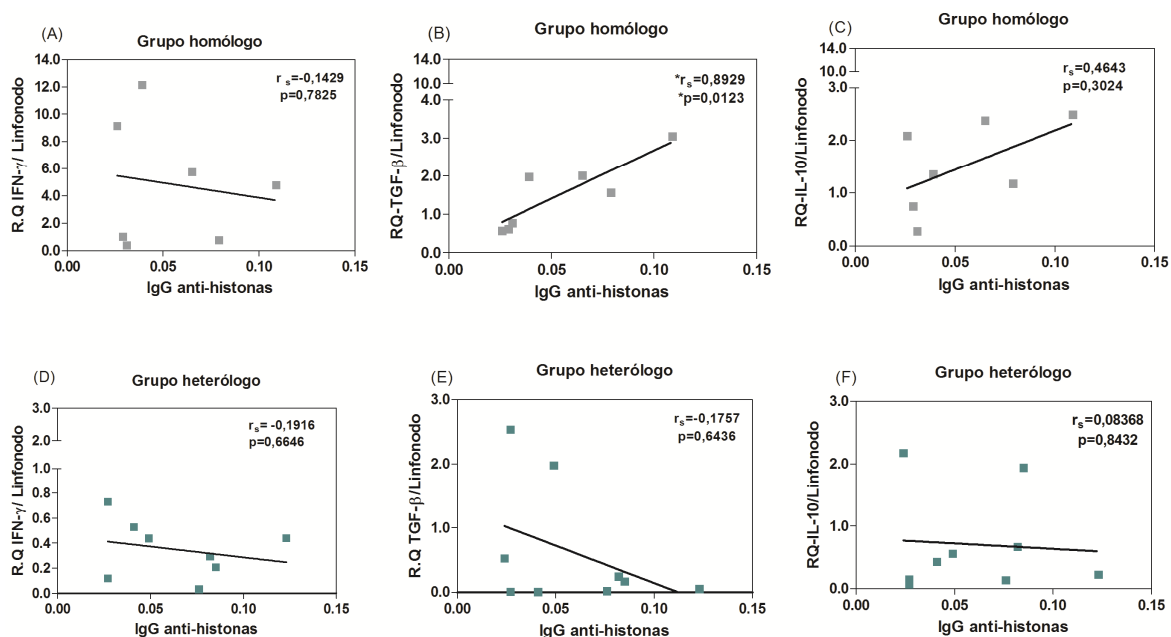 (A)
Grupo homólogo
r s=-0,1429
p=0,7825
R.Q IFN-γ/ Linfonodo
14.0
12.0
10.0
8.0
6.0
4.0
2.0
0.0
0.00 0.05 0.10 0.15
IgG anti-histonas
(B)
Grupo homólogo
*r s=0,8929
*p=0,0123
RQ-TGF-β/Linfonodo
14.0
10.0
4.0
3.0
2.0
1.0
0.0
0.00 0.05 0.10 0.15
IgG anti-histonas
(C)
Grupo homólogo
r s=0,4643
p=0,3024
RQ-IL-10/Linfonodo
14.0
10.0
3.0
2.0
1.0
0.0
0.00 0.05 0.10 0.15
IgG anti-histonas
(D)
Grupo heterólogo
r s= -0,1916
p=0,6646
R.Q IFN-γ/ Linfonodo
3.0
2.0
1.0
0.8
0.6
0.4
0.2
0.0
0.00 0.05 0.10 0.15
IgG anti-histonas
(E)
Grupo heterólogo
r s=-0,1757
p=0,6436
R.Q TGF-β/Linfonodo
3.0
2.0
1.0
0.0
0.00 0.05 0.10 0.15
IgG anti-histonas
(F)
Grupo heterólogo
r s=0,08368
p=0,8432
RQ-IL-10/Linfonodo
3.0
2.0
1.0
0.0
0.00 0.05 0.10 0.15
IgG anti-histonas